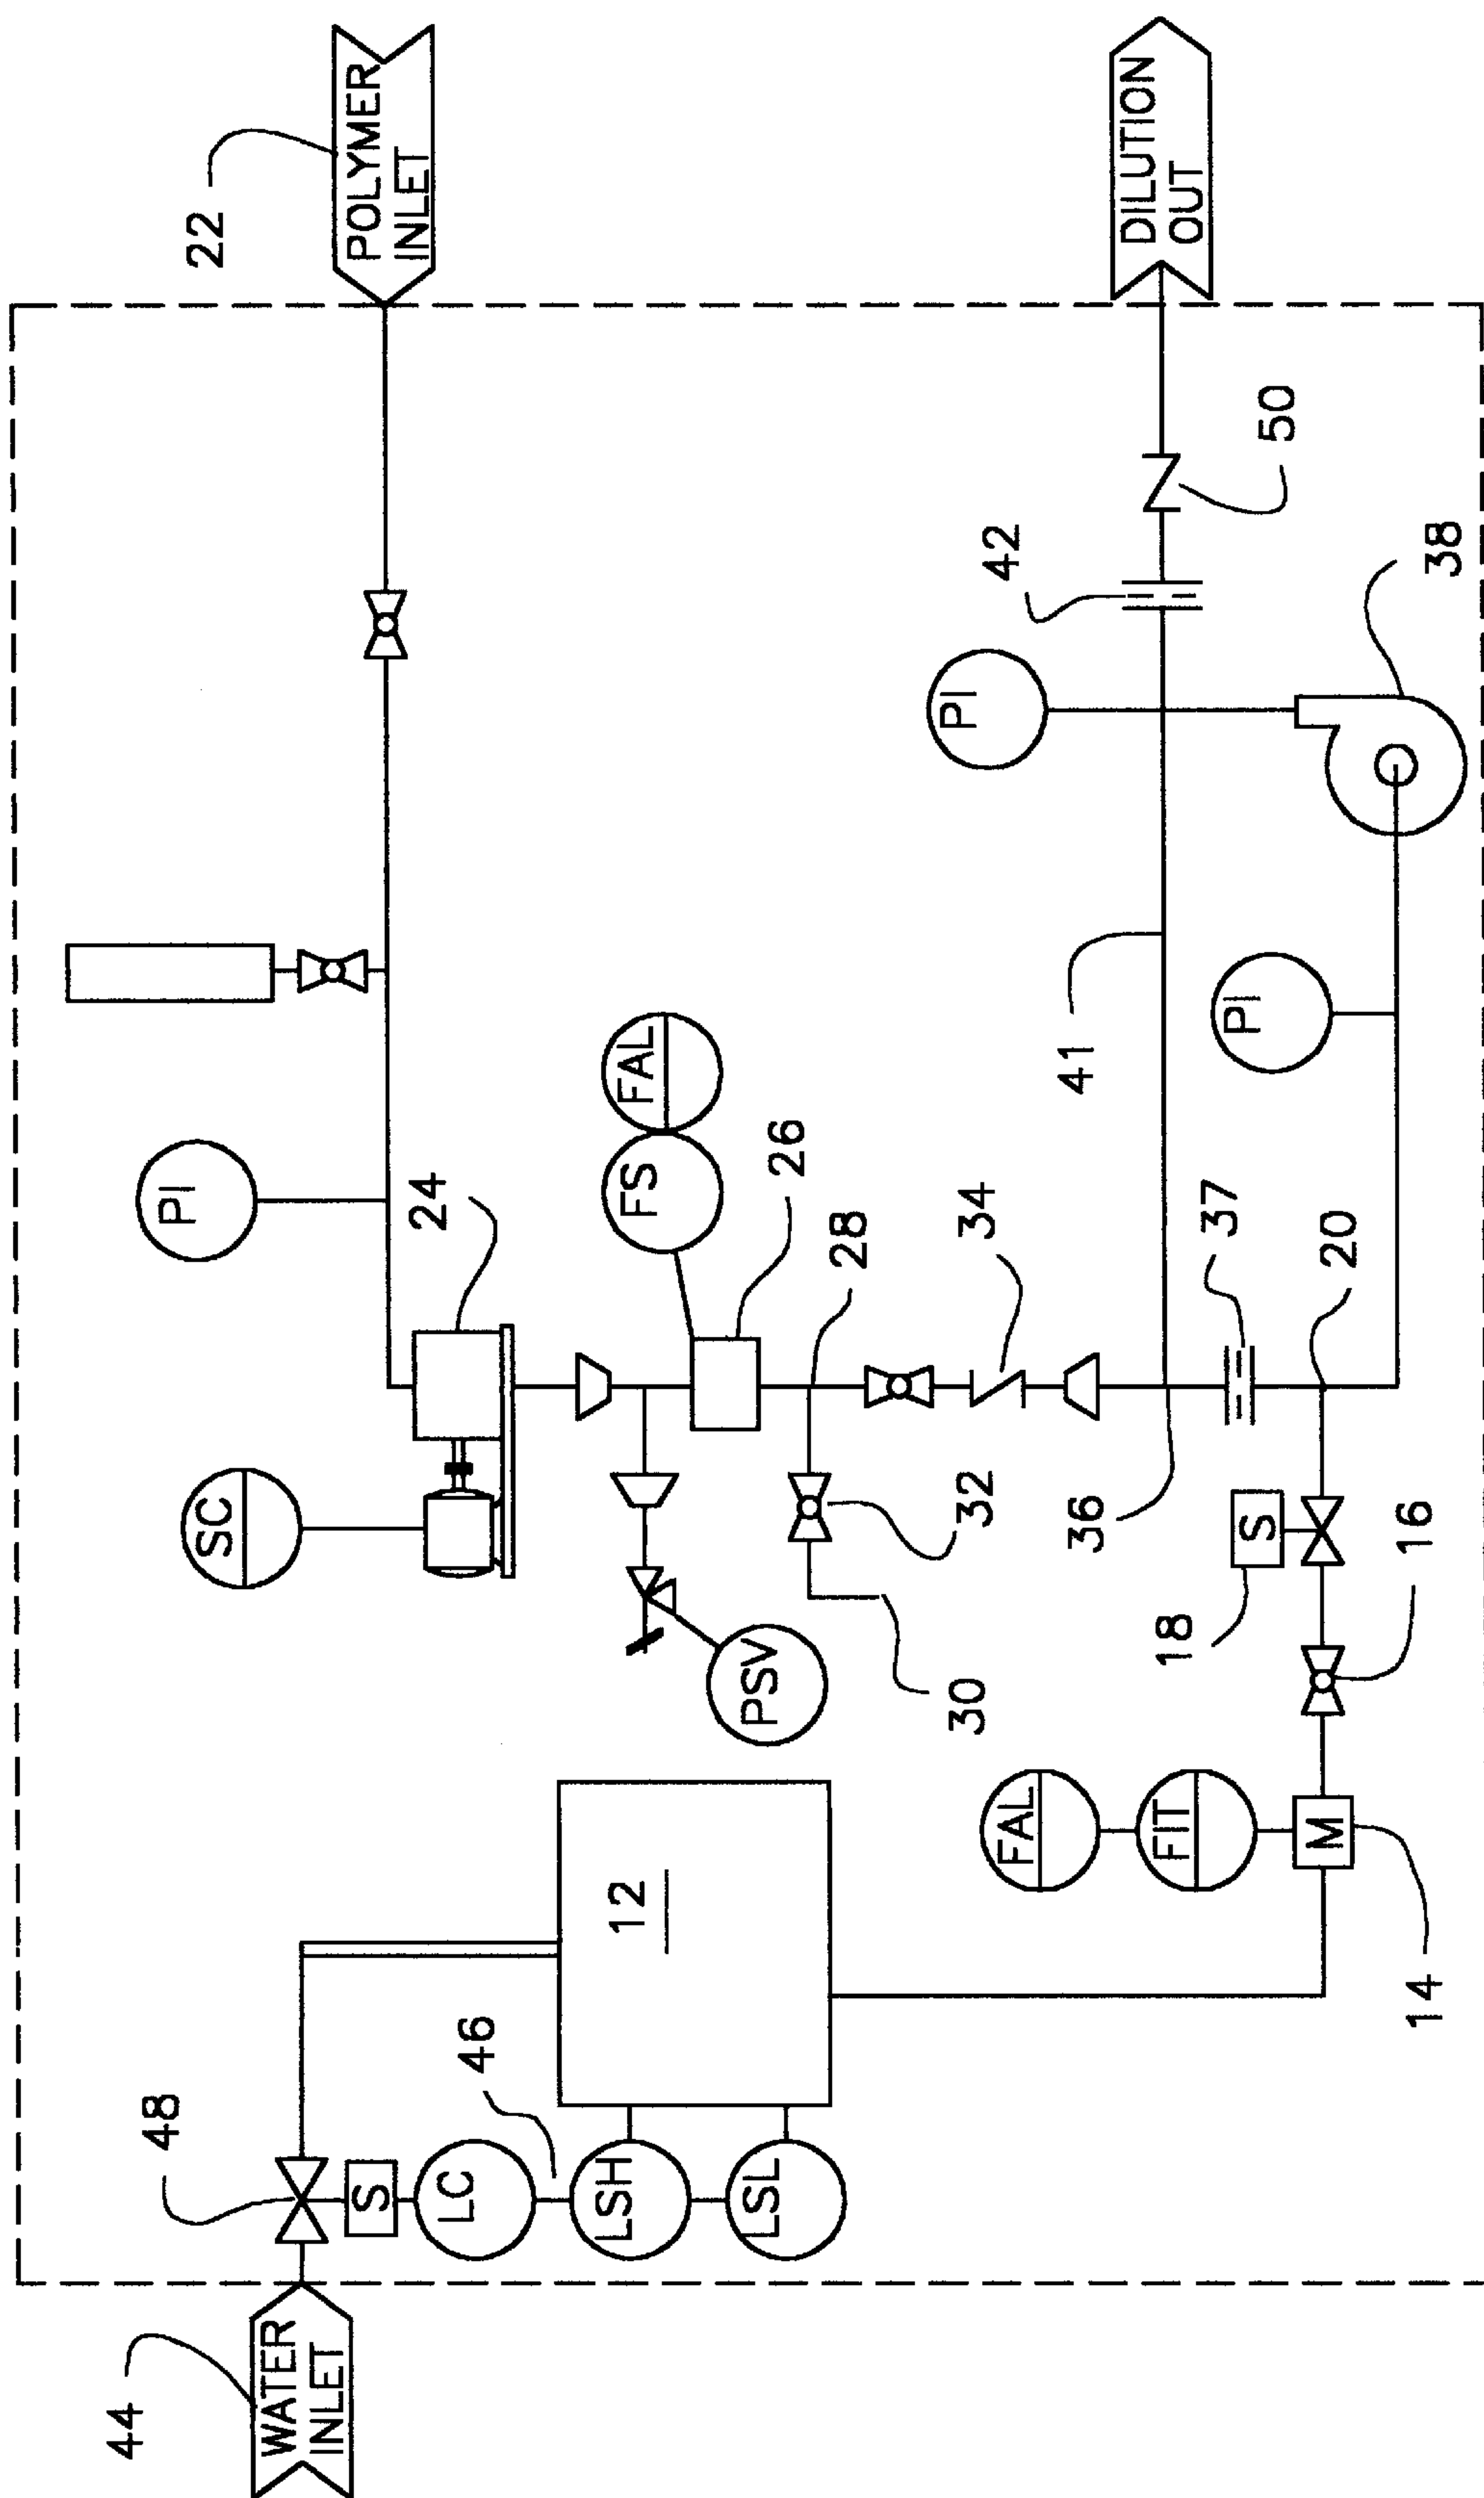 44
WATER
INLET
48
S
LC
46
LSH
LSL
12
SC
PI
24
PSV
FS
FAL
26
28
30
32
34
36
37
41
FAL
FIT
M
14
16
18
S
20
PI
PI
38
42
50
22
POLYMER
INLET
DILUTION
OUT